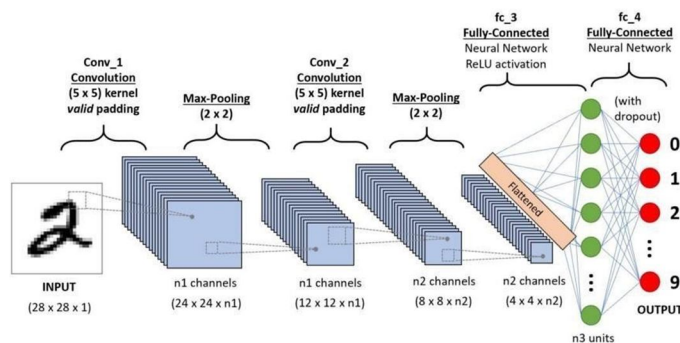 fc_3
Fully-Connected
Neural Network
ReLU activation
fc_4
Fully-Connected
Neural Network
Conv_1
Convolution
(5 x 5) kernel
valid padding
Max-Pooling
(2 x 2)
Conv_2
Convolution
(5 x 5) kernel
valid padding
Max-Pooling
(2 x 2)
(with
dropout)
Flattened
0
1
2
9
2
INPUT
(28 x 28 x 1)
n1 channels
(24 x 24 x n1)
n1 channels
(12 x 12 x n1)
n2 channels
(8 x 8 x n2)
n2 channels
(4 x 4 x n2)
OUTPUT
n3 units